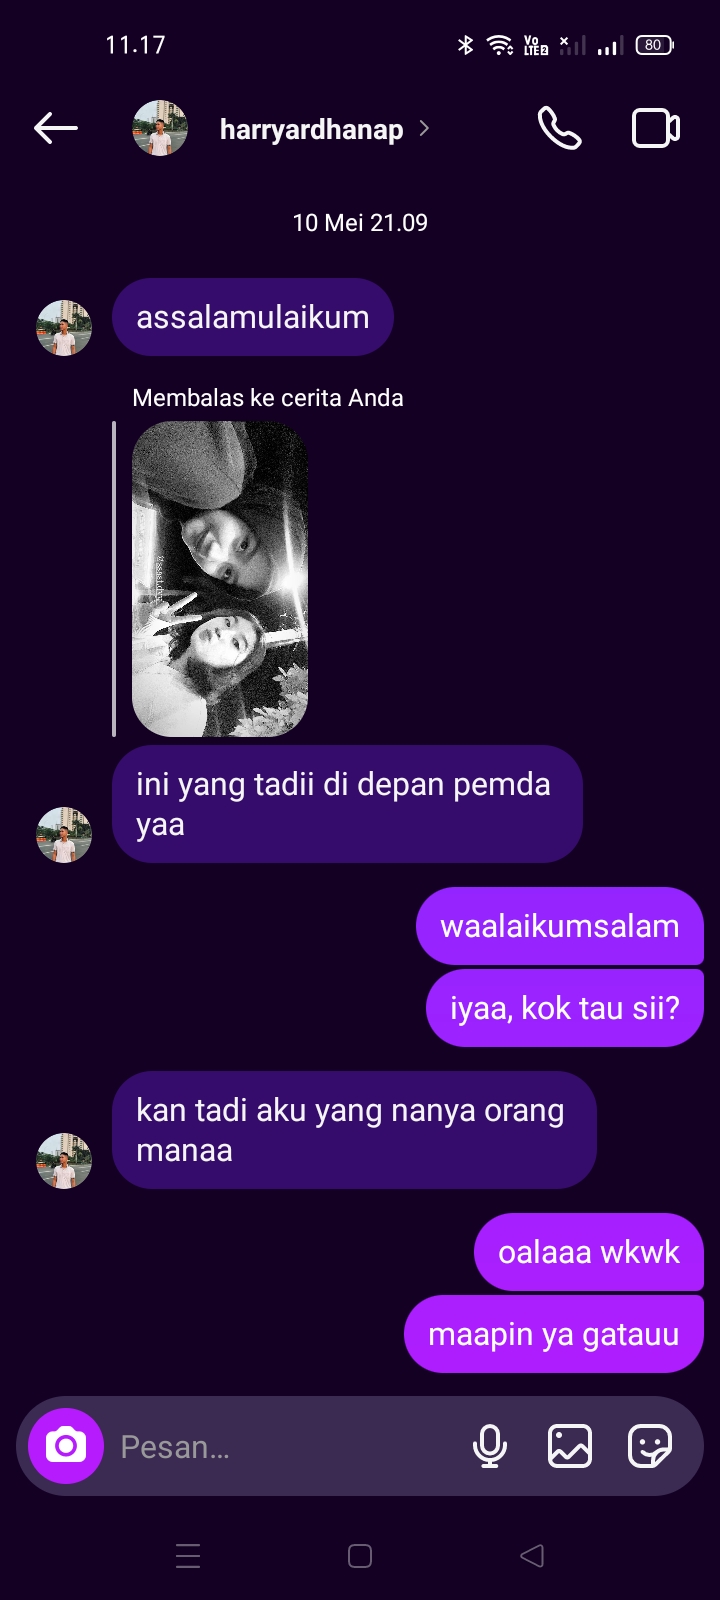 11.17
Vo
LTE2
80
harryardhanap
10 Mei 21.09
assalamulaikum
Membalas ke cerita Anda
ini yang tadii di depan pemda
yaa
waalaikumsalam
iyaa, kok tau sii?
kan tadi aku yang nanya orang
manaa
oalaaa wkwk
maapin ya gatauu
Pesan...